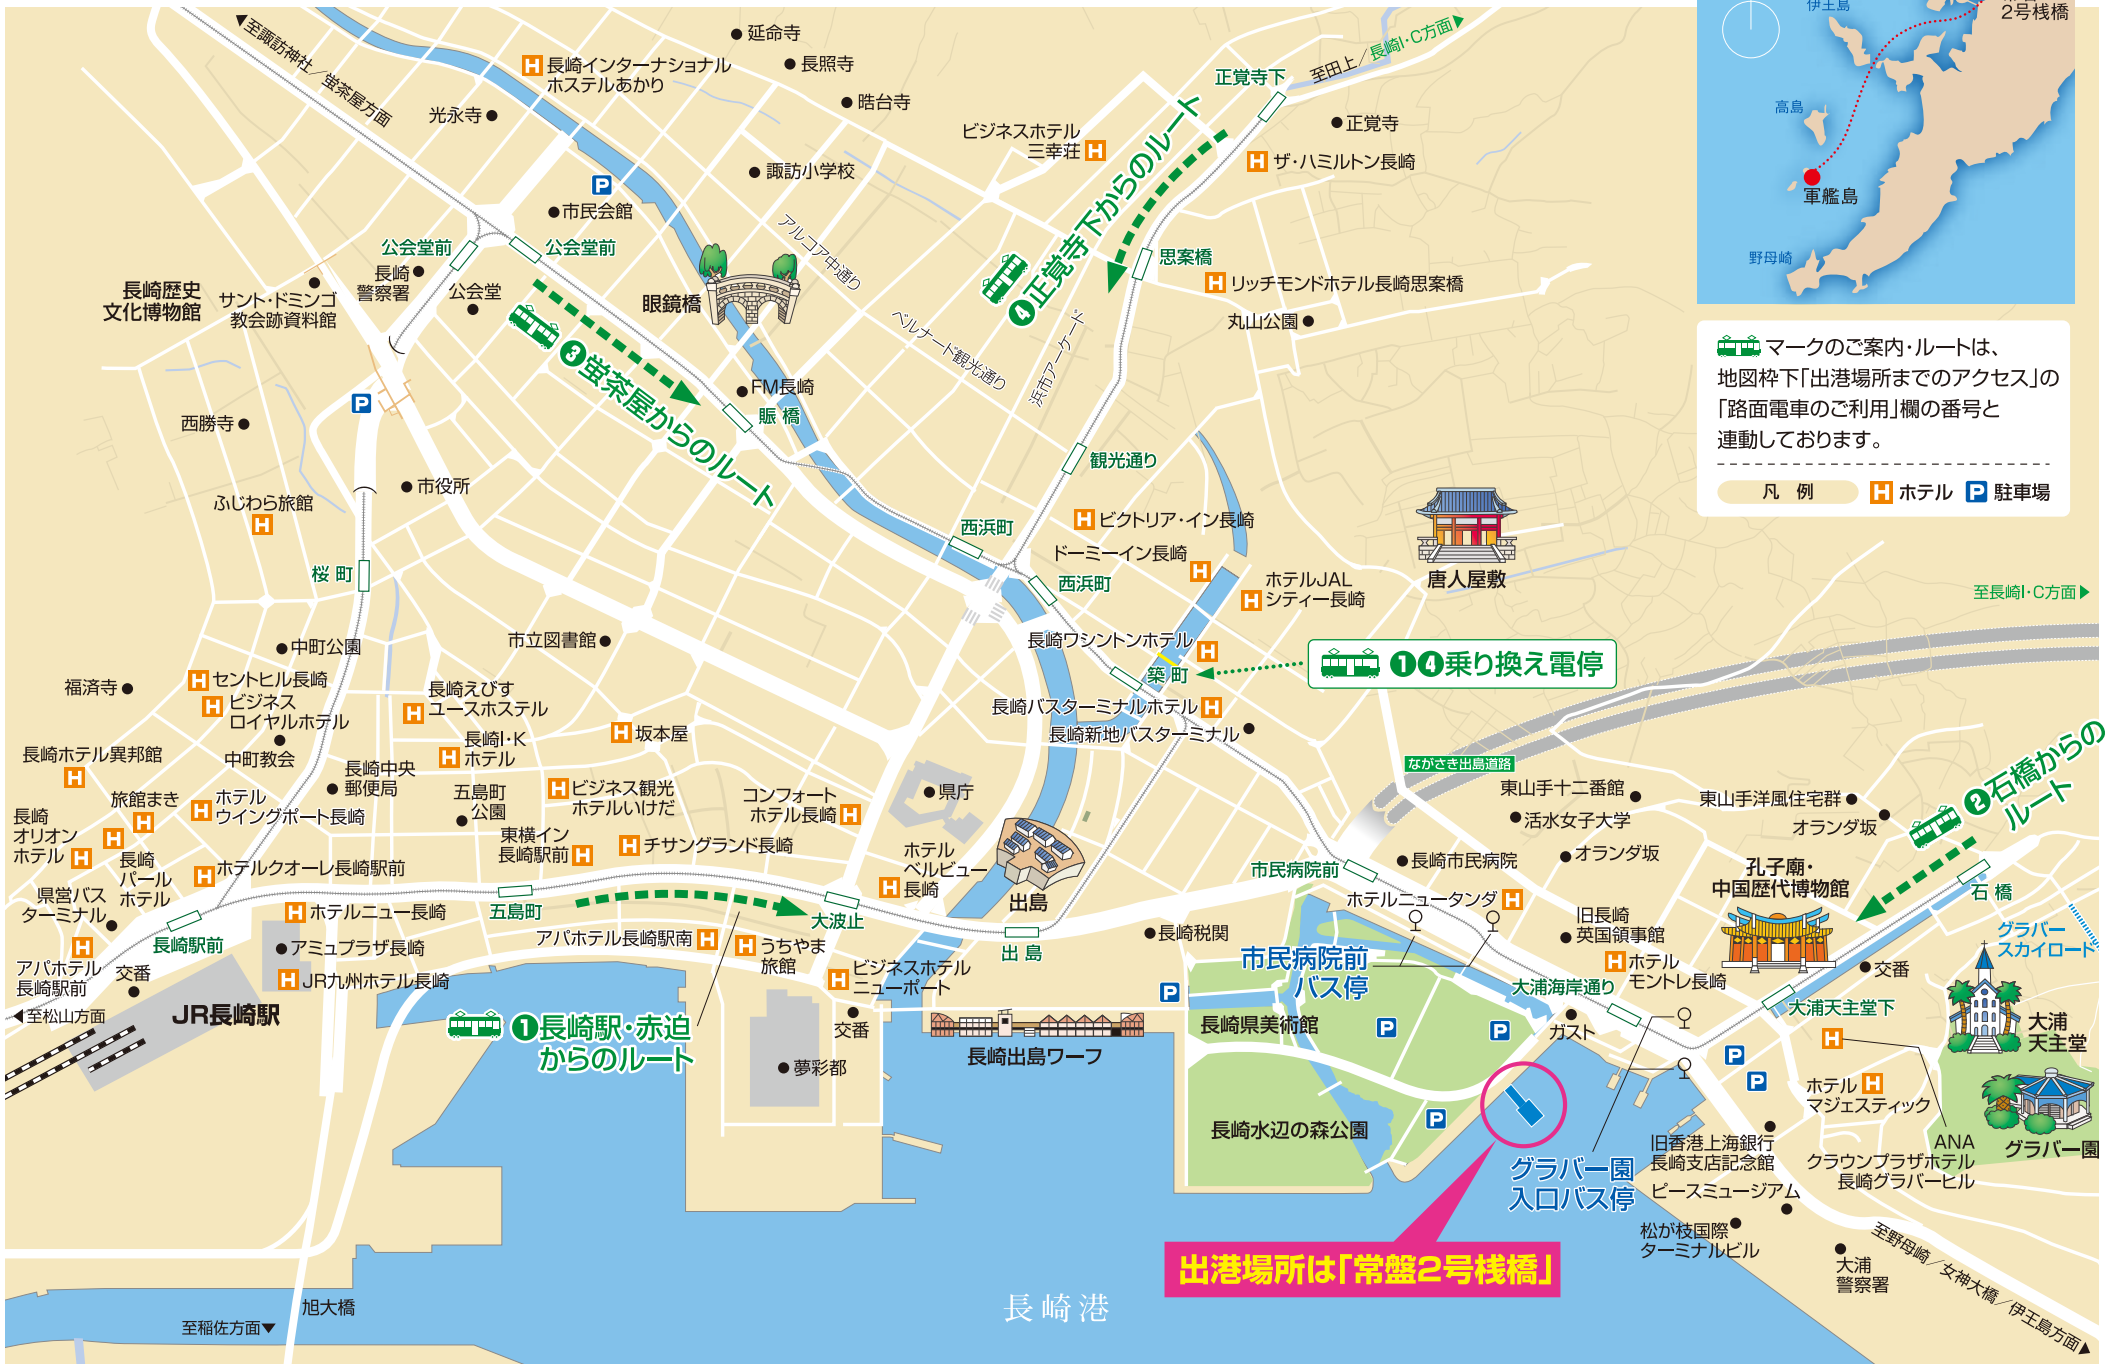 至諏訪神社／蛍茶屋方面
延命寺
長崎インターナショナル
ホステルあかり
長照寺
皓台寺
光永寺
至田上／長崎I・C方面
正覚寺下
正覚寺
ビジネスホテル
三幸荘
ザ・ハミルトン長崎
諏訪小学校
市民会館
アルコア中通り
❹正覚寺下からのルート
公会堂前
公会堂前
長崎
警察署
公会堂
長崎歴史
文化博物館
サント・ドミンゴ
教会跡資料館
眼鏡橋
思案橋
リッチモンドホテル長崎思案橋
丸山公園
ベルナード観光通り
浜市アーケード
❸蛍茶屋からのルート
FM長崎
賑橋
西勝寺
市役所
ふじわら旅館
観光通り
西浜町
ビクトリア・イン長崎
ドーミーイン長崎
西浜町
ホテルJAL
シティー長崎
唐人屋敷
至長崎I・C方面
桜町
中町公園
市立図書館
長崎ワシントンホテル
築町
❶❹乗り換え電停
福済寺
セントヒル長崎
ビジネス
ロイヤルホテル
長崎えびす
ユースホステル
長崎バスターミナルホテル
長崎新地バスターミナル
中町教会
長崎I・K
ホテル
坂本屋
長崎ホテル異邦館
長崎中央
郵便局
ながさき出島道路
旅館まき
ホテル
ウイングポート長崎
五島町
公園
ビジネス観光
ホテルいけだ
コンフォート
ホテル長崎
県庁
東山手十二番館
東山手洋風住宅群
❷石橋からの
ルート
長崎
オリオン
ホテル
活水女子大学
オランダ坂
東横イン
長崎駅前
チサングランド長崎
長崎
パール
ホテル
ホテルクオーレ長崎駅前
ホテル
ベルビュー
長崎
出島
市民病院前
長崎市民病院
オランダ坂
孔子廟・
中国歴代博物館
石橋
県営バス
ターミナル
ホテルニュー長崎
五島町
大波止
ホテルニュータンダ
旧長崎
英国領事館
グラバー
スカイロード
長崎駅前
アミュプラザ長崎
アパホテル長崎駅南
うちやま
旅館
出島
長崎税関
市民病院前
バス停
アパホテル
長崎駅前
交番
JR九州ホテル長崎
ビジネスホテル
ニューポート
大浦海岸通り
ホテル
モントレ長崎
交番
至松山方面
JR長崎駅
❶長崎駅・赤迫
からのルート
交番
長崎出島ワーフ
長崎県美術館
ガスト
大浦天主堂下
大浦
天主堂
夢彩都
長崎水辺の森公園
ホテル
マジェスティック
グラバー園
グラバー園
入口バス停
旧香港上海銀行
長崎支店記念館
ANA
クラウンプラザホテル
長崎グラバーヒル
ピースミュージアム
松が枝国際
ターミナルビル
大浦
警察署
至野母崎／女神大橋／伊王島方面
出港場所は「常盤2号桟橋」
長崎港
旭大橋
至稲佐方面
伊王島
2号桟橋
高島
軍艦島
野母崎
マークのご案内・ルートは、
地図枠下「出港場所までのアクセス」の
「路面電車のご利用」欄の番号と
連動しております。
凡例 H ホテル P 駐車場